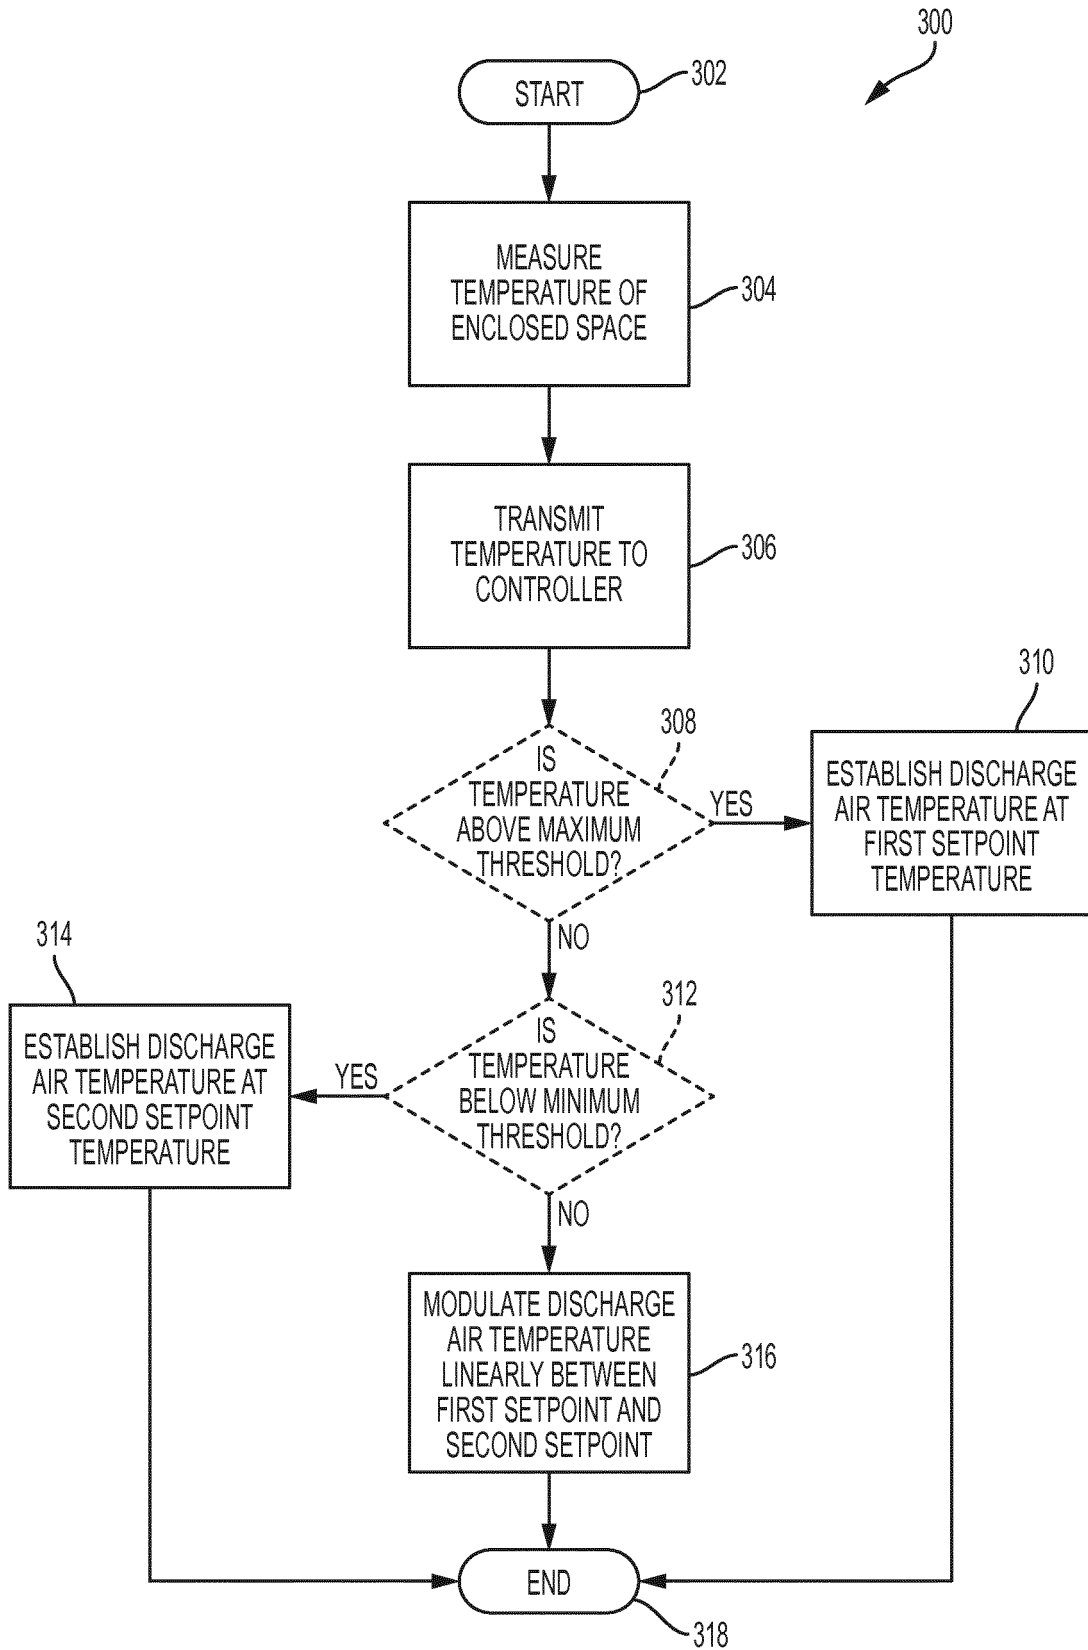 300
START
302
MEASURE
TEMPERATURE OF
ENCLOSED SPACE
304
TRANSMIT
TEMPERATURE TO
CONTROLLER
306
IS
TEMPERATURE
ABOVE MAXIMUM
THRESHOLD?
308
YES
310
ESTABLISH DISCHARGE
AIR TEMPERATURE AT
FIRST SETPOINT
TEMPERATURE
NO
IS
TEMPERATURE
BELOW MINIMUM
THRESHOLD?
312
YES
314
ESTABLISH DISCHARGE
AIR TEMPERATURE AT
SECOND SETPOINT
TEMPERATURE
NO
MODULATE DISCHARGE
AIR TEMPERATURE
LINEARLY BETWEEN
FIRST SETPOINT AND
SECOND SETPOINT
316
END
318